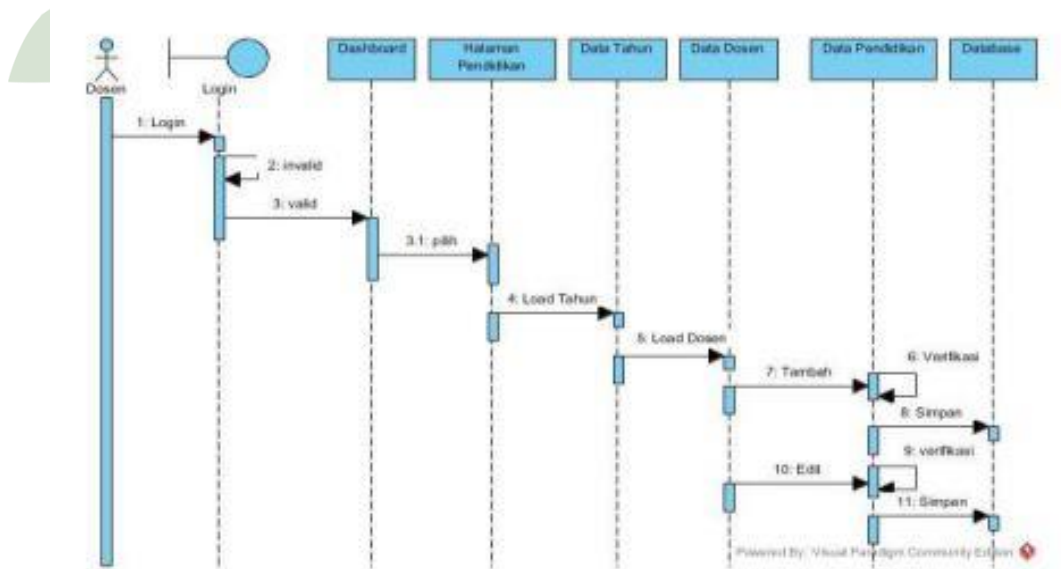 Dosen
Login
Dashboard
Halaman
Pendidikan
Data Tahun
Data Dosen
Data Pendidikan
Database
1: Login
2: invalid
3: valid
3.1: pilih
4: Load Tahun
5: Load Dosen
6: Verifikasi
7: Tambah
8: Simpan
9: verifikasi
10: Edit
11: Simpan
Powered By: Visual Paradigm Community Edition